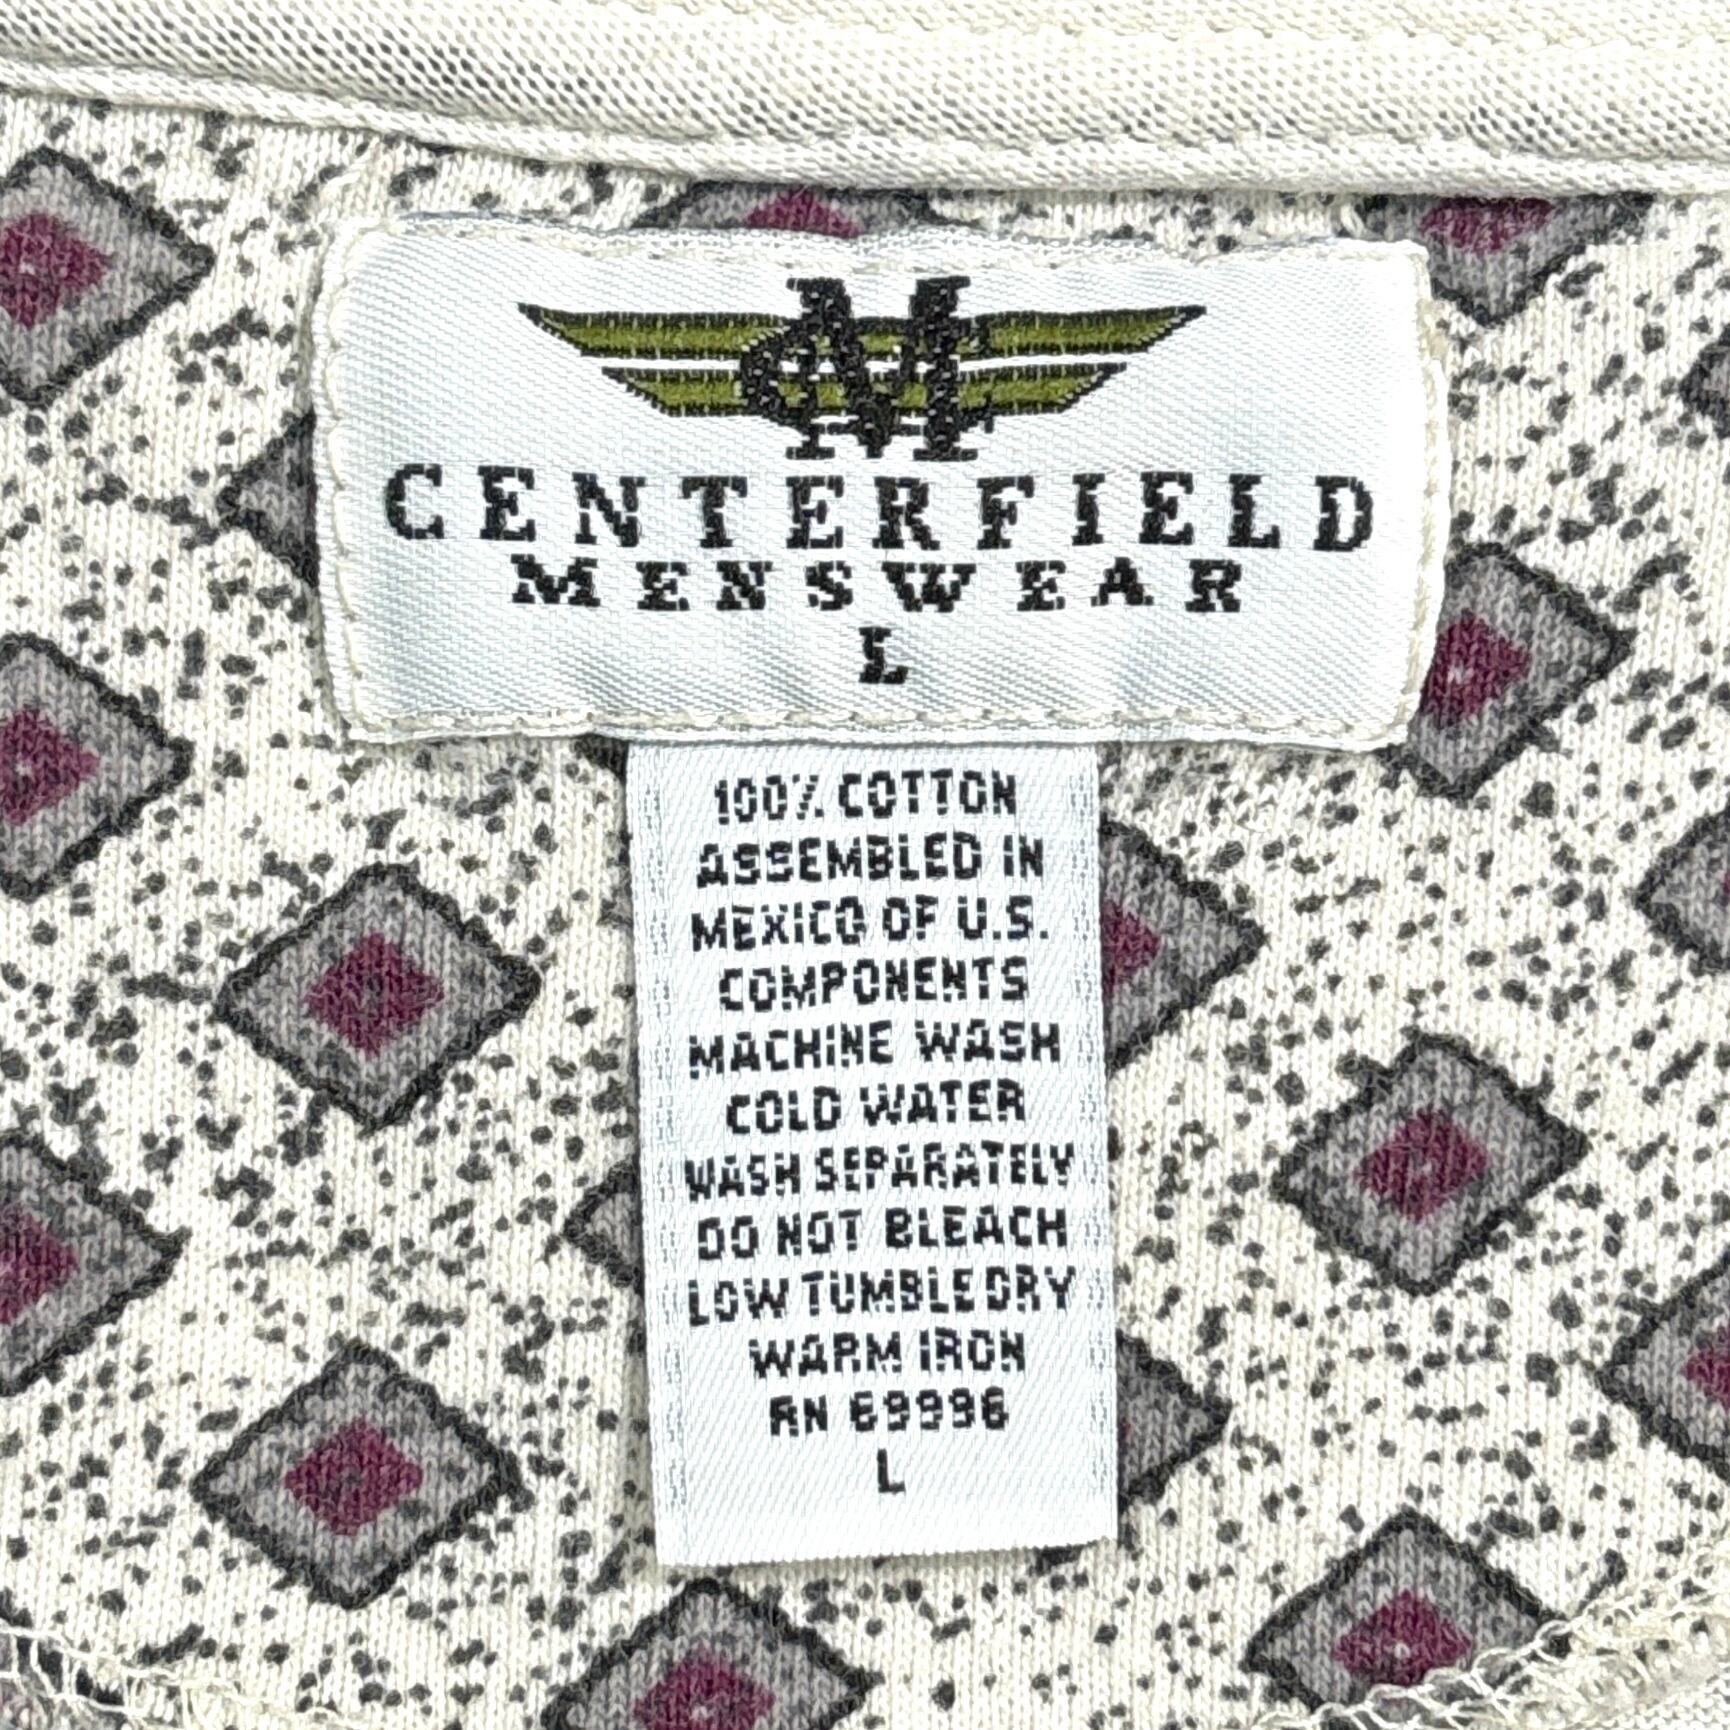 CM
CENTERFIELD
MENSWEAR
L
100% COTTON
ASSEMBLED IN
MEXICO OF U.S.
COMPONENTS
MACHINE WASH
COLD WATER
WASH SEPARATELY
DO NOT BLEACH
LOW TUMBLE DRY
WARM IRON
RN 69996
L